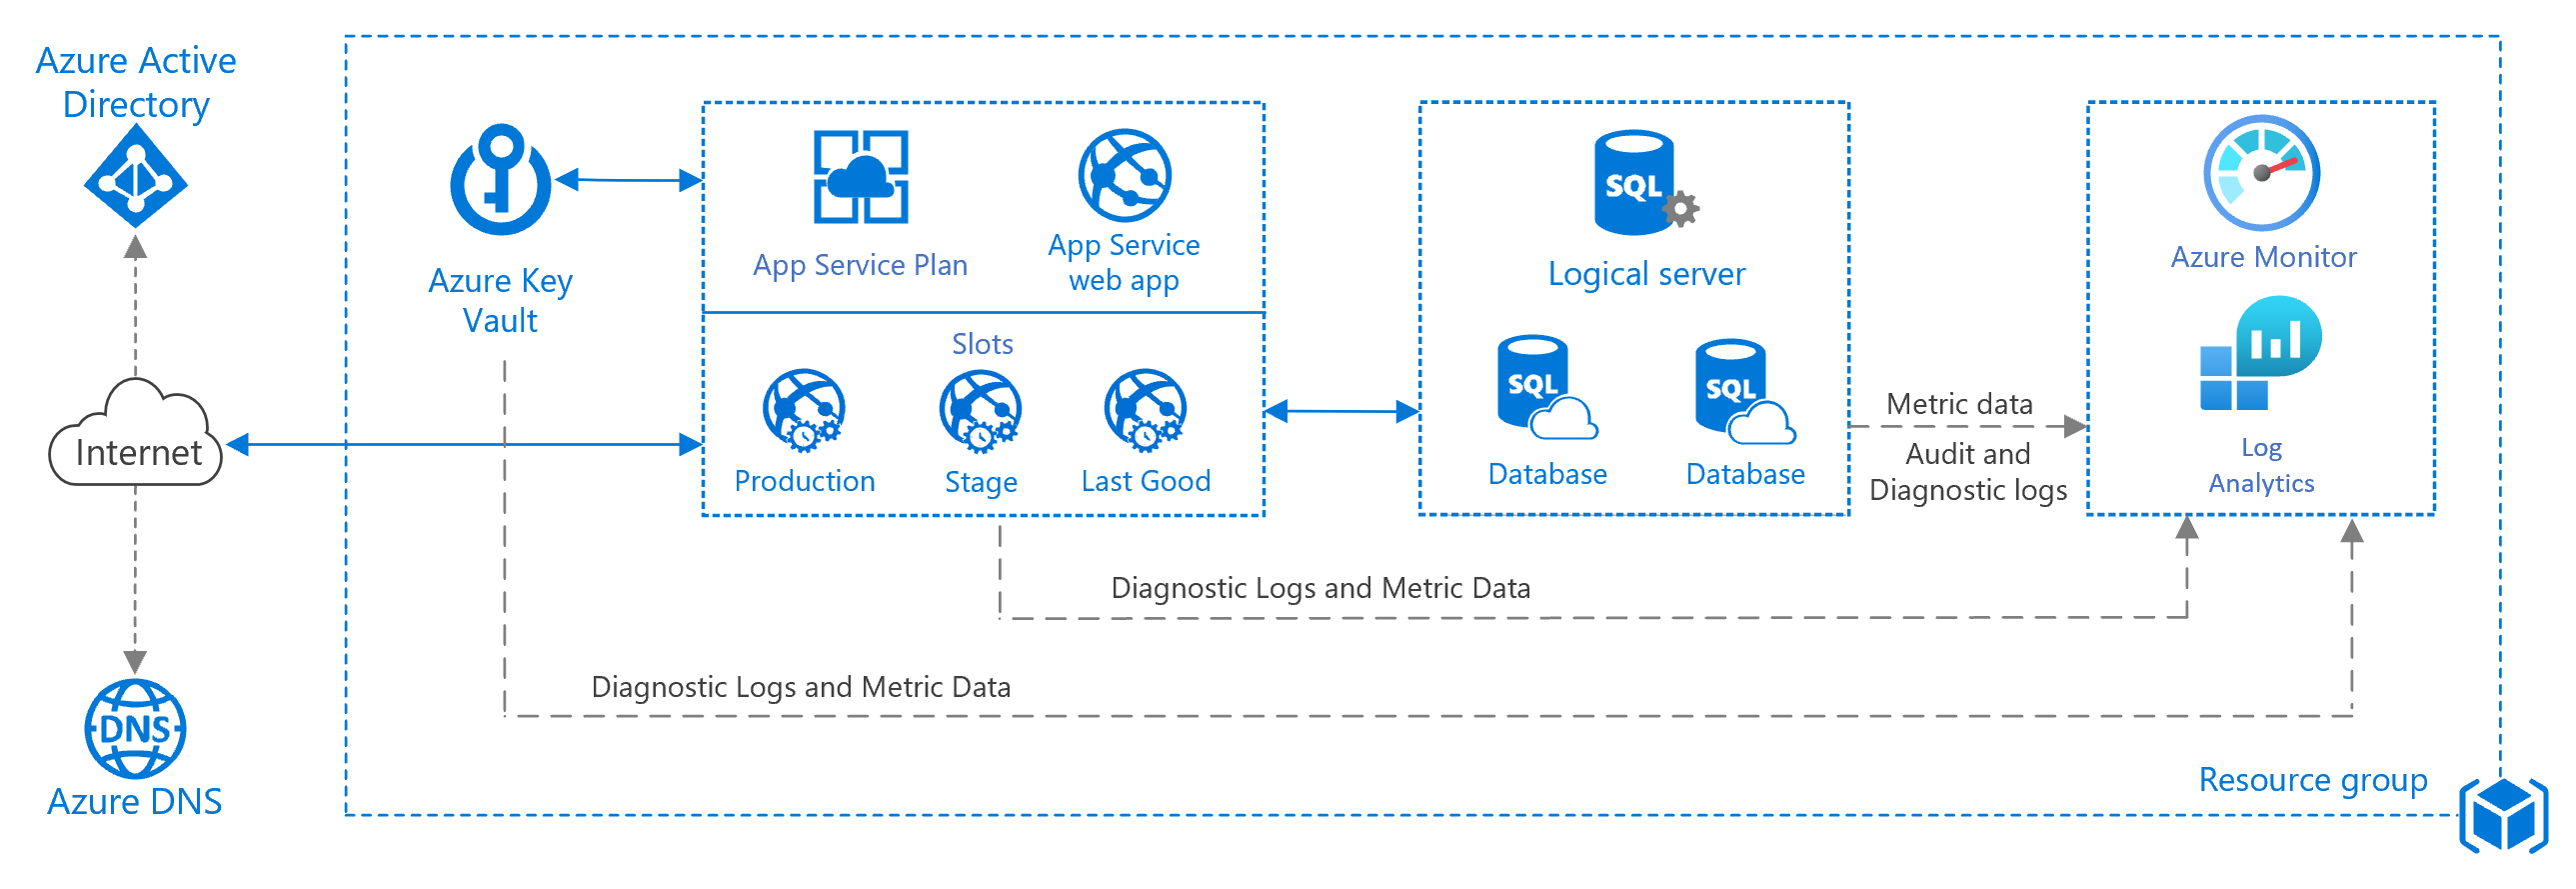 Azure Active
Directory
Internet
DNS
Azure DNS
Azure Key
Vault
App Service Plan
App Service
web app
Slots
Production
Stage
Last Good
SQL
Logical server
SQL
Database
SQL
Database
Metric data
Audit and
Diagnostic logs
Azure Monitor
Log
Analytics
Diagnostic Logs and Metric Data
Diagnostic Logs and Metric Data
Resource group